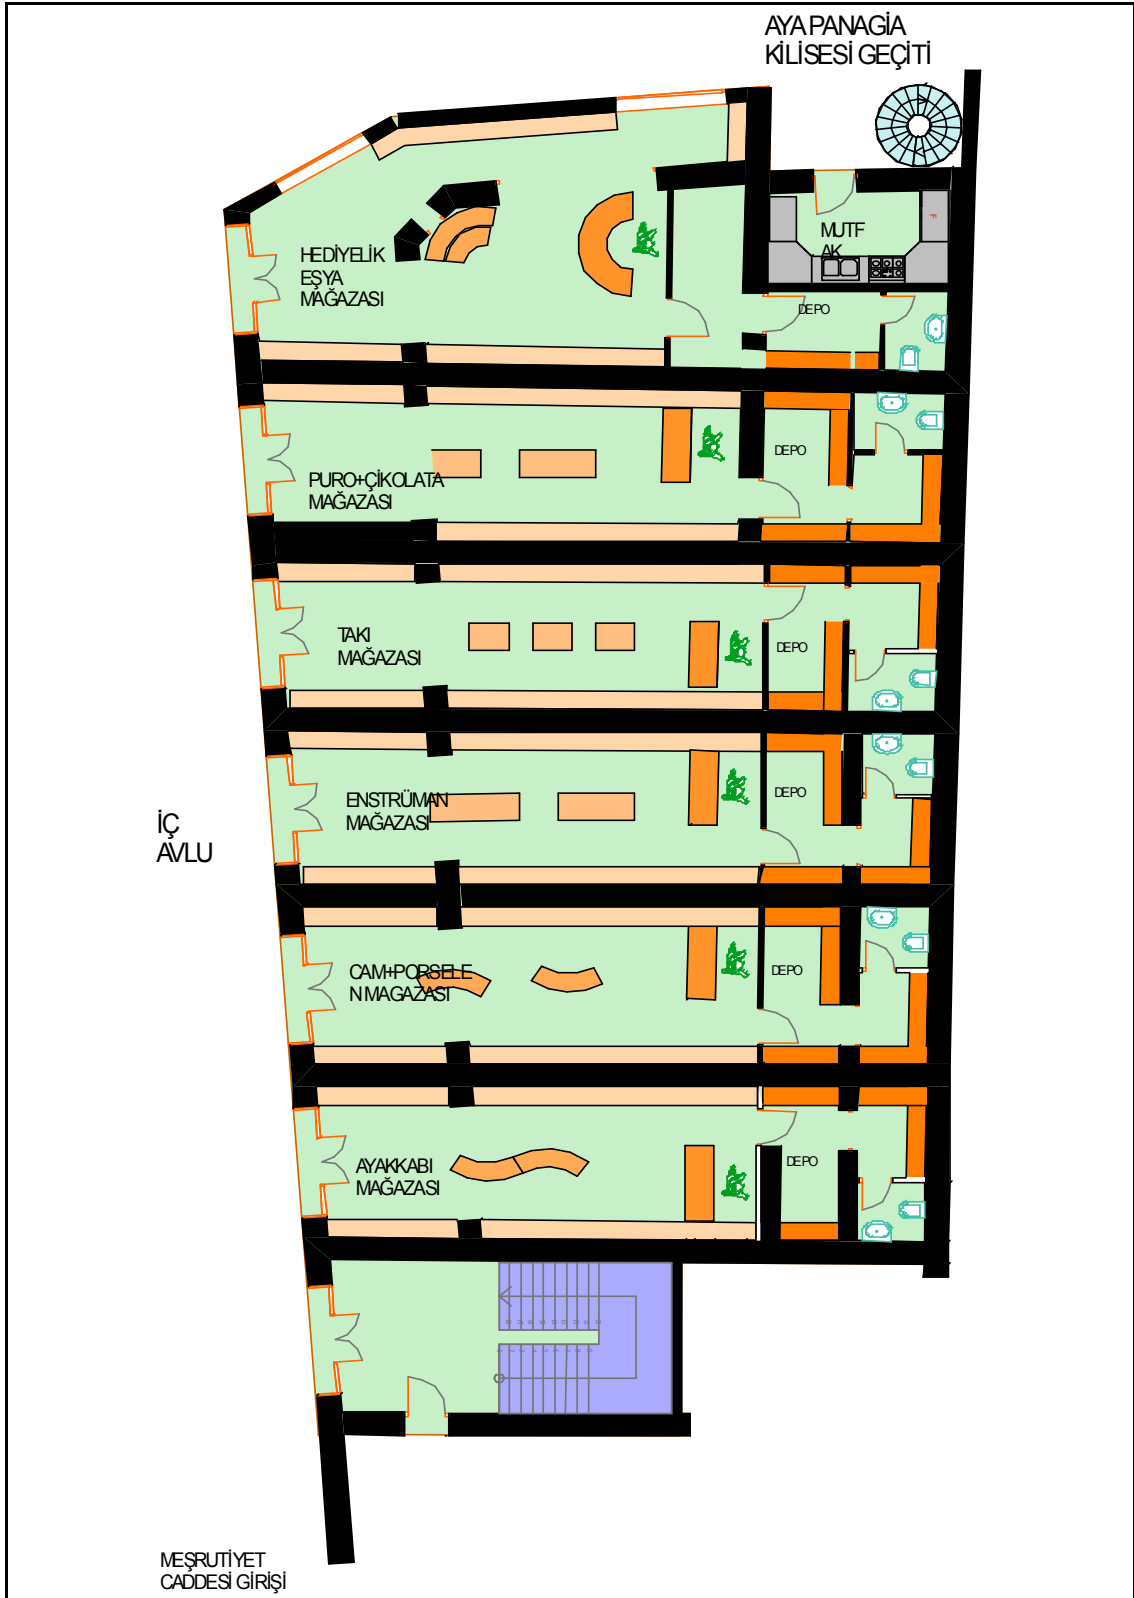 AYA PANAGİA
KİLİSESİ GEÇİTİ
MUTF
AK
F
HEDİYELİK
EŞYA
MAĞAZASI
DEPO
PURO+ÇİKOLATA
MAĞAZASI
DEPO
TAKI
MAĞAZASI
DEPO
ENSTRÜMAN
MAĞAZASI
DEPO
İÇ
AVLU
CAM+PORSELE
N MAGAZASI
DEPO
AYAKKABI
MAĞAZASI
DEPO
MEŞRUTİYET
CADDESİ GİRİŞİ